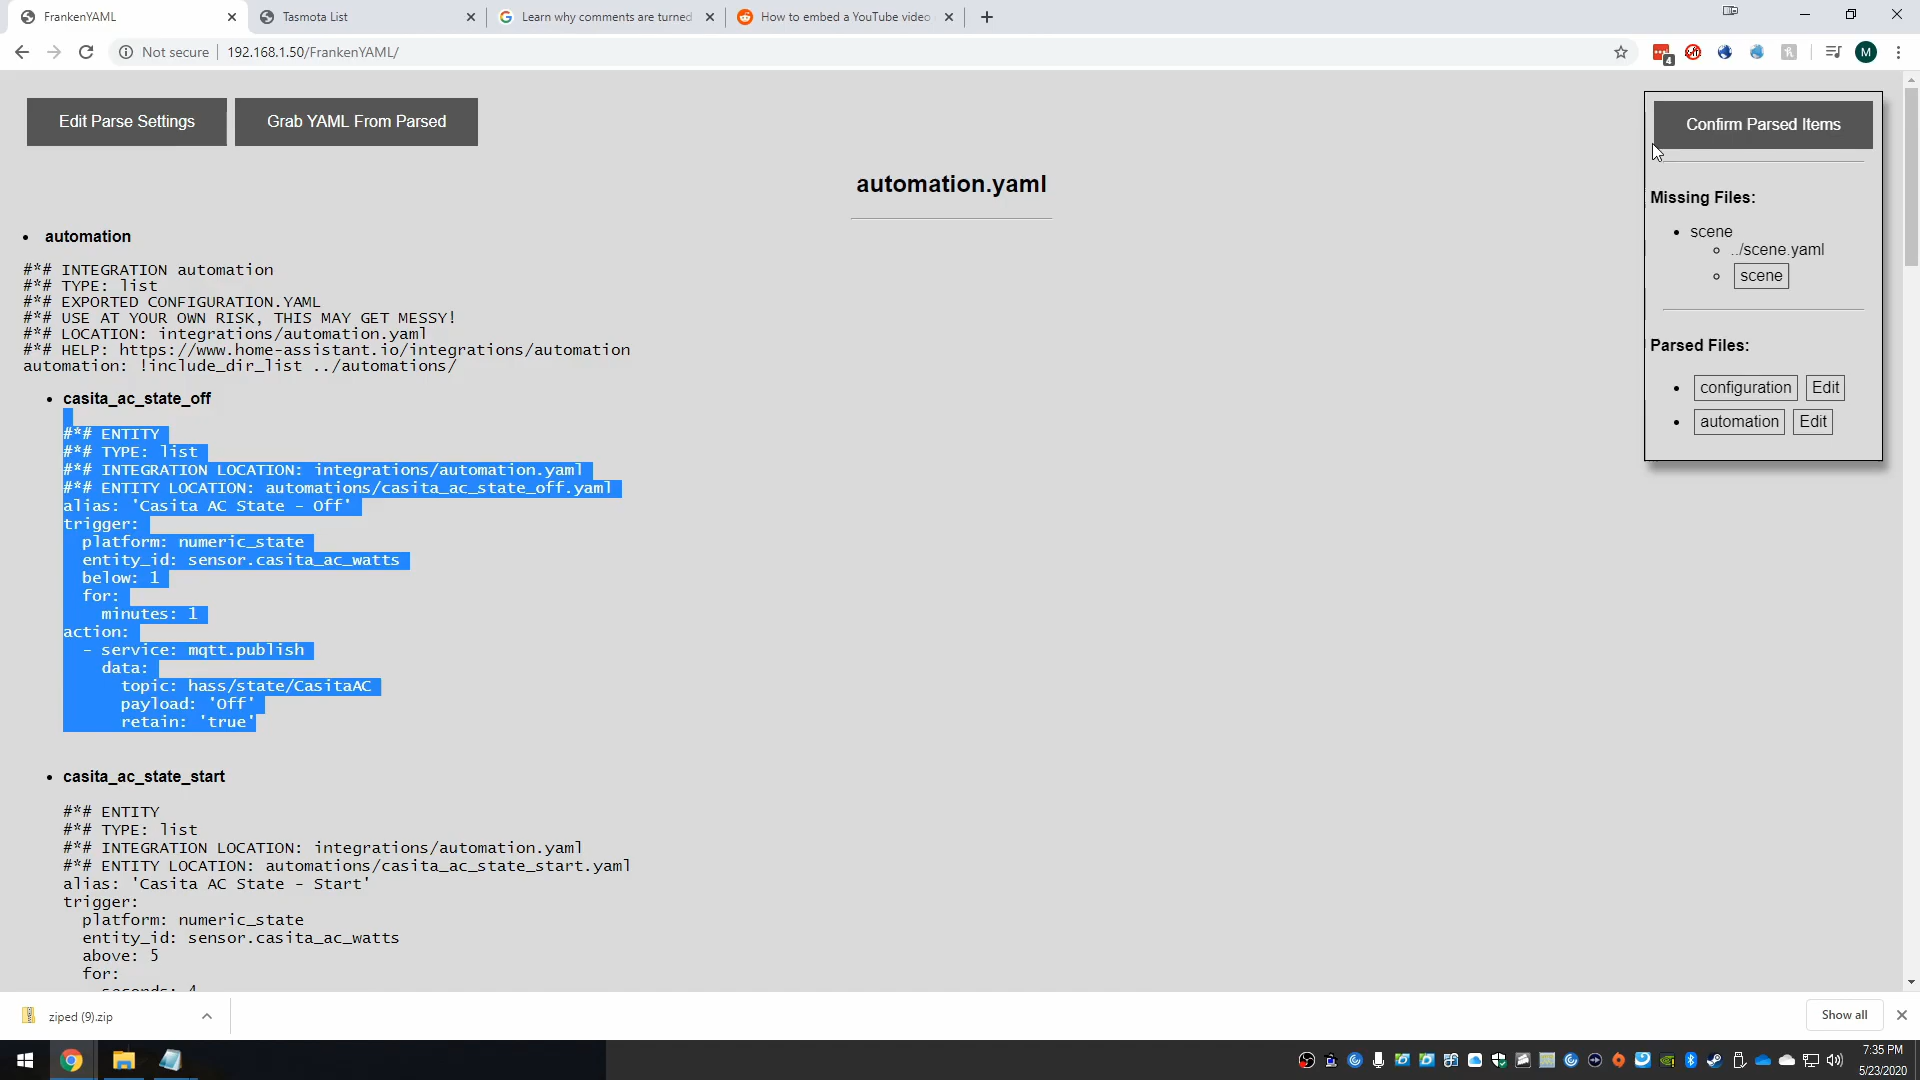 FrankenYAML
Tasmota List
Learn why comments are turned
How to embed a YouTube video
Not secure
192.168.1.50/FrankenYAML/
4
M
Edit Parse Settings
Grab YAML From Parsed
Confirm Parsed Items
automation.yaml
Missing Files:
scene
../scene.yaml
scene
Parsed Files:
configuration Edit
automation Edit
automation
#*# INTEGRATION automation
#*# TYPE: list
#*# EXPORTED CONFIGURATION.YAML
#*# USE AT YOUR OWN RISK, THIS MAY GET MESSY!
#*# LOCATION: integrations/automation.yaml
#*# HELP: https://www.home-assistant.io/integrations/automation
automation: !include_dir_list ../automations/
casita_ac_state_off
#*# ENTITY
#*# TYPE: list
#*# INTEGRATION LOCATION: integrations/automation.yaml
#*# ENTITY LOCATION: automations/casita_ac_state_off.yaml
alias: 'Casita AC State - Off'
trigger:
platform: numeric_state
entity_id: sensor.casita_ac_watts
below: 1
for:
minutes: 1
action:
- service: mqtt.publish
data:
topic: hass/state/CasitaAC
payload: 'Off'
retain: 'true'
casita_ac_state_start
#*# ENTITY
#*# TYPE: list
#*# INTEGRATION LOCATION: integrations/automation.yaml
#*# ENTITY LOCATION: automations/casita_ac_state_start.yaml
alias: 'Casita AC State - Start'
trigger:
platform: numeric_state
entity_id: sensor.casita_ac_watts
above: 5
for:
seconds: 4
ziped (9).zip
Show all
7:35 PM
5/23/2020